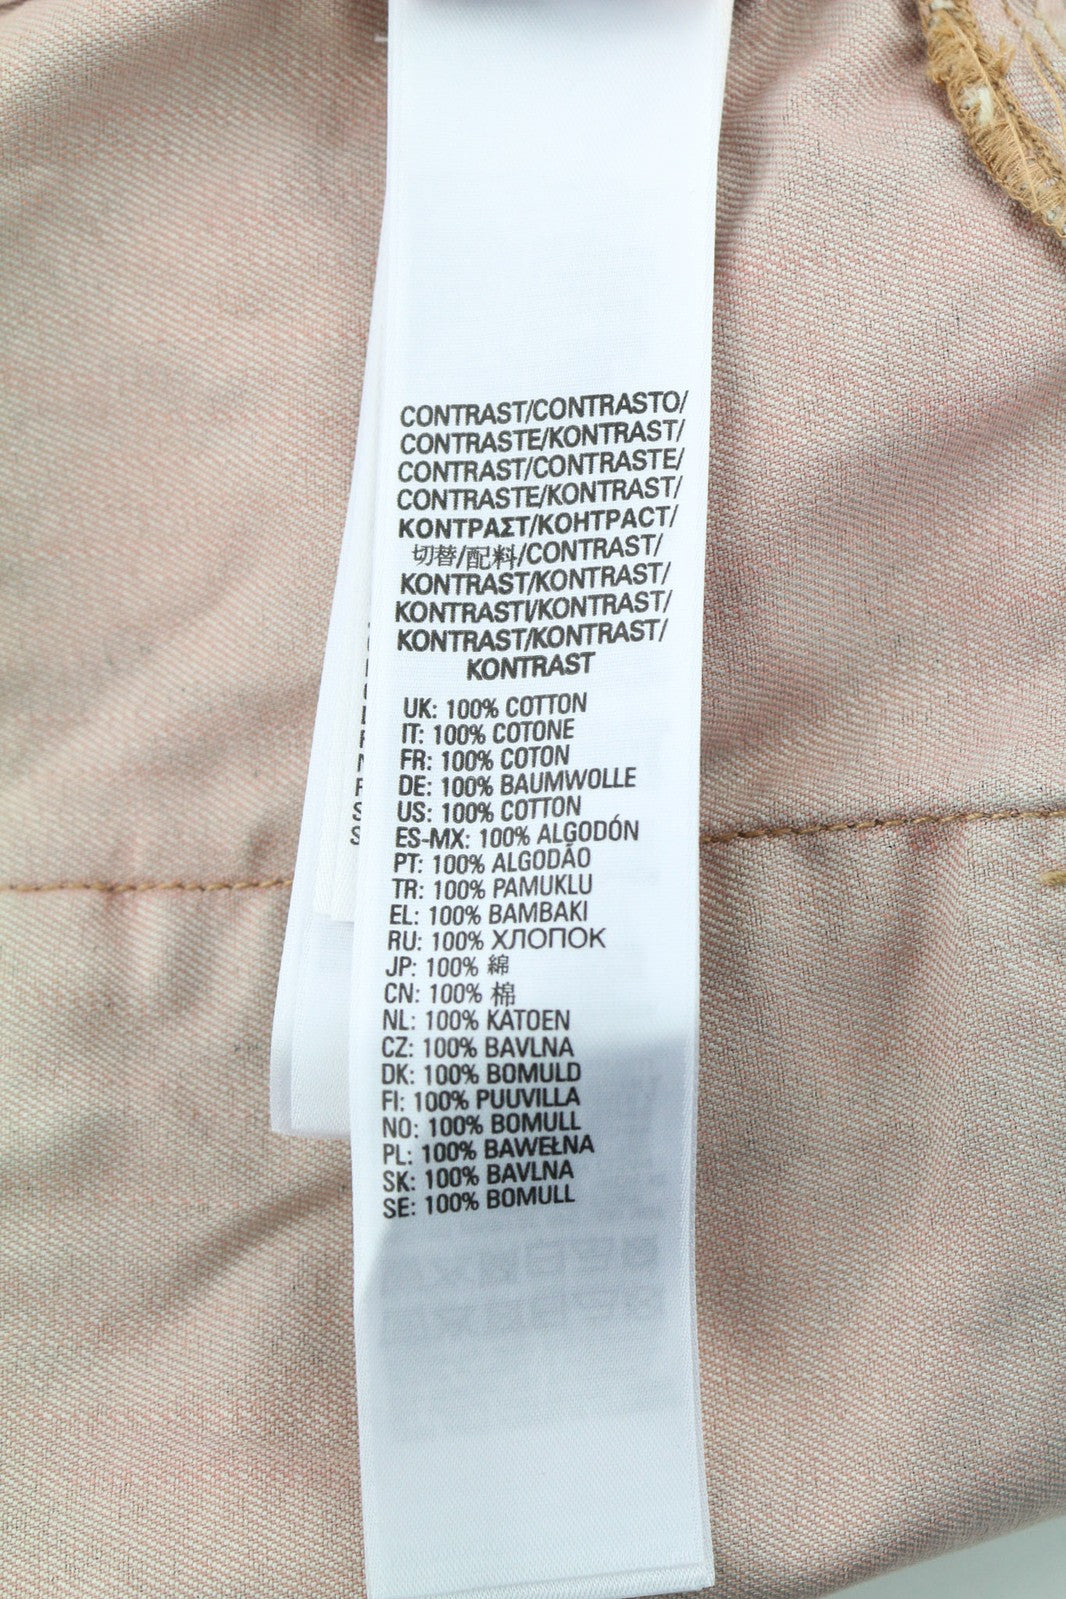 CONTRAST/CONTRASTO/
CONTRASTE/KONTRAST/
CONTRAST/CONTRASTE/
CONTRASTE/KONTRAST/
ΚΟΝΤΡΑΣΤ/КОНТРАСТ/
切替/配料/CONTRAST/
KONTRAST/KONTRAST/
KONTRASTI/KONTRAST/
KONTRAST/KONTRAST/
KONTRAST
UK: 100% COTTON
IT: 100% COTONE
FR: 100% COTON
DE: 100% BAUMWOLLE
US: 100% COTTON
ES-MX: 100% ALGODÓN
PT: 100% ALGODÃO
TR: 100% PAMUKLU
EL: 100% BAMBAKI
RU: 100% ХЛОПОК
JP: 100% 綿
CN: 100% 棉
NL: 100% KATOEN
CZ: 100% BAVLNA
DK: 100% BOMULD
FI: 100% PUUVILLA
NO: 100% BOMULL
PL: 100% BAWEŁNA
SK: 100% BAVLNA
SE: 100% BOMULL